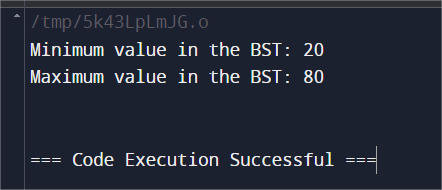 /tmp/5k43LpLmJG.o
Minimum value in the BST: 20
Maximum value in the BST: 80
=== Code Execution Successful ===